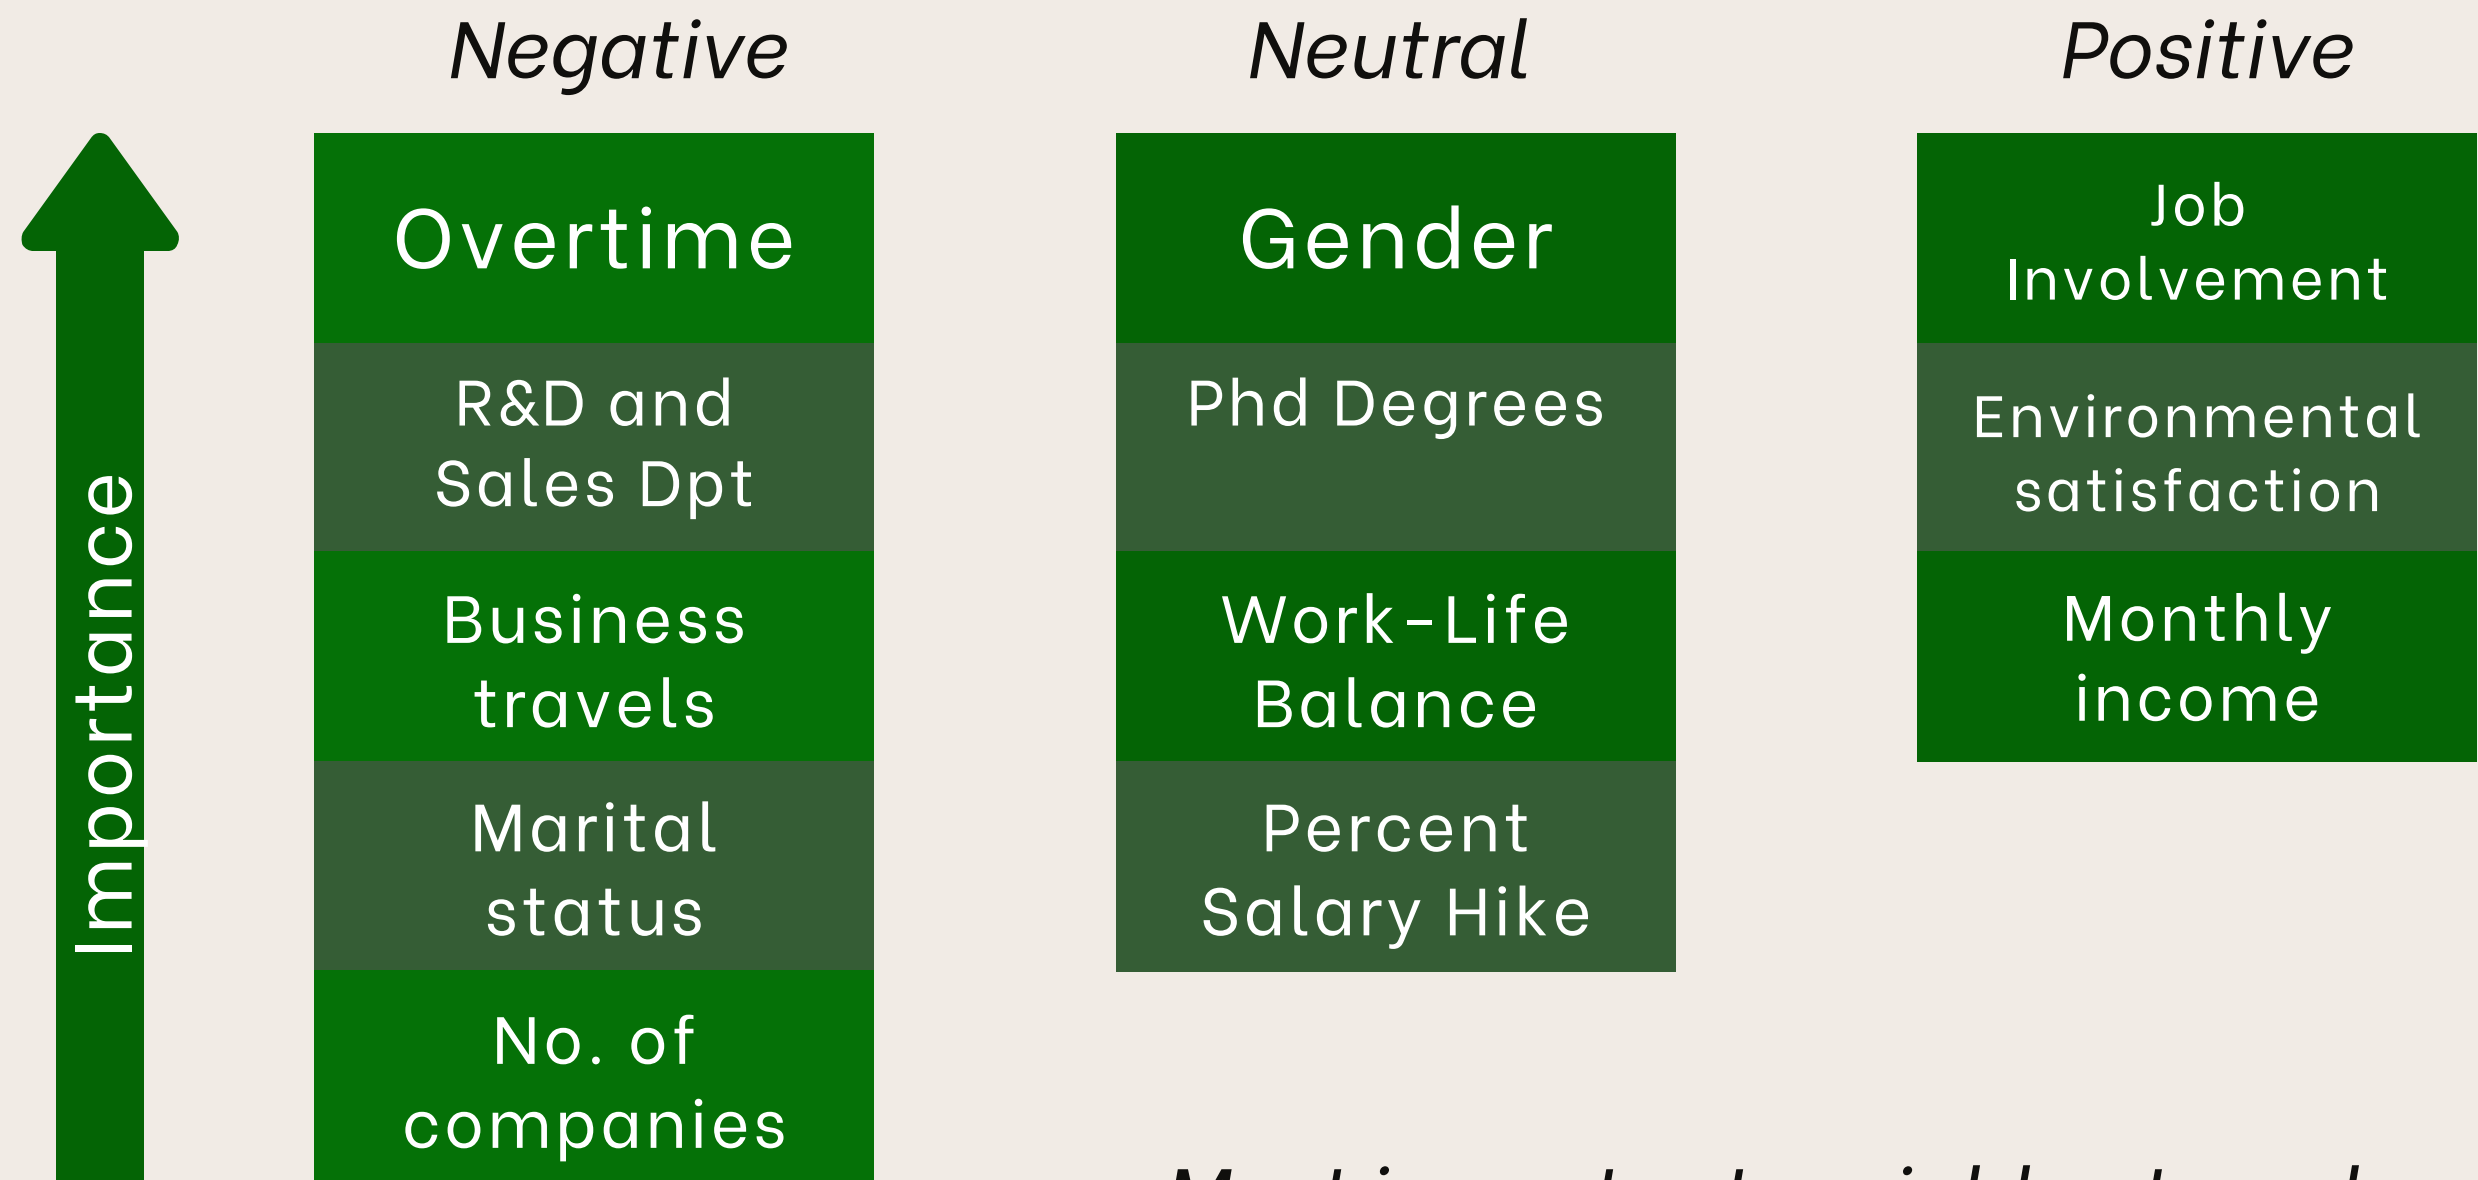 Negative
Neutral
Positive
Importance
Overtime
R&D and
Sales Dpt
Business
travels
Marital
status
No. of
companies
Gender
Phd Degrees
Work-Life
Balance
Percent
Salary Hike
Job
Involvement
Environmental
satisfaction
Monthly
income